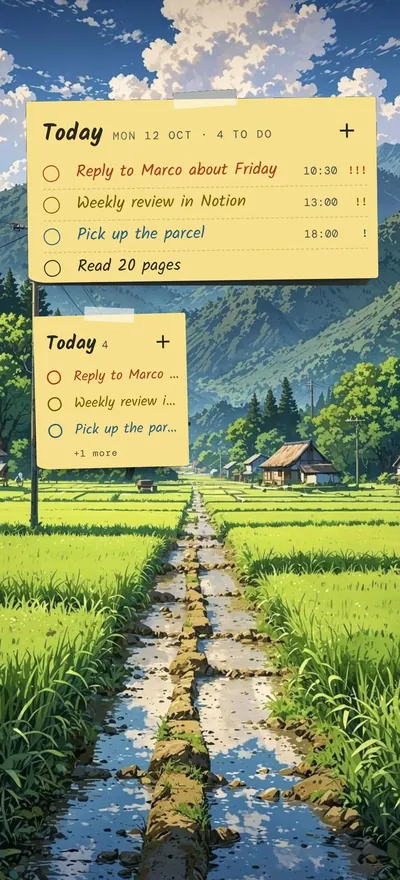 Today MON 12 OCT · 4 TO DO +
Reply to Marco about Friday 10:30 !!!
Weekly review in Notion 13:00 !!
Pick up the parcel 18:00 !
Read 20 pages
Today 4 +
Reply to Marco ...
Weekly review i...
Pick up the par...
+1 more